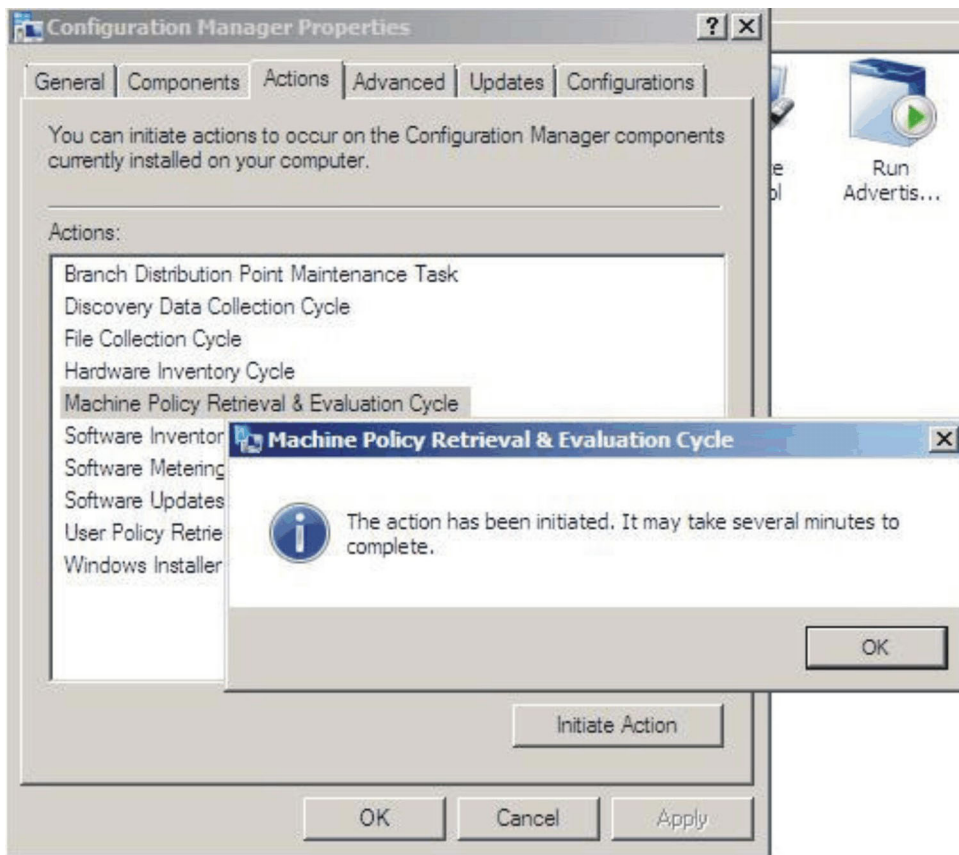 Configuration Manager Properties
General Components Actions Advanced Updates Configurations
You can initiate actions to occur on the Configuration Manager components
currently installed on your computer.
Actions:
Branch Distribution Point Maintenance Task
Discovery Data Collection Cycle
File Collection Cycle
Hardware Inventory Cycle
Machine Policy Retrieval & Evaluation Cycle
Software Inventor
Software Metering
Software Updates
User Policy Retrie
Windows Installer
Machine Policy Retrieval & Evaluation Cycle
The action has been initiated. It may take several minutes to
complete.
OK
Initiate Action
OK Cancel Apply
Run
Advertis...